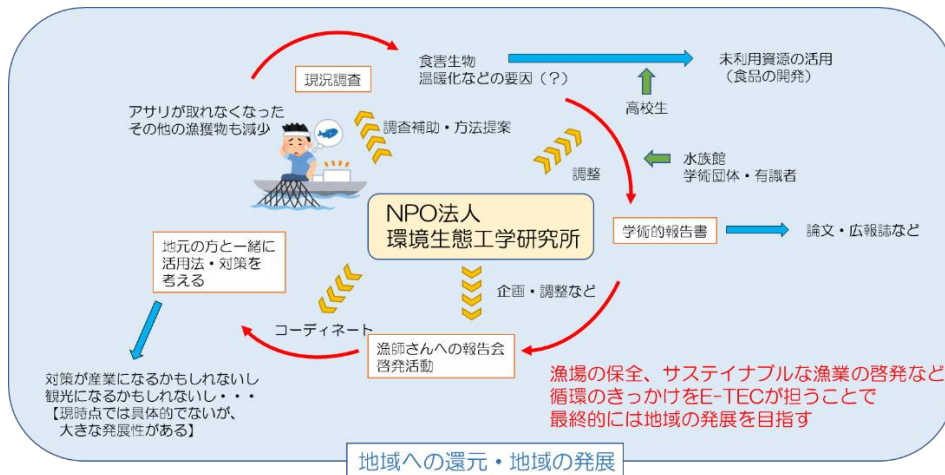 現況調査
食害生物
温暖化などの要因（？）
未利用資源の活用
（食品の開発）
高校生
アサリが取れなくなった
その他の漁獲物も減少
調査補助・方法提案
調整
水族館
学術団体・有識者
NPO法人
環境生態工学研究所
学術的報告書
論文・広報誌など
地元の方と一緒に
活用法・対策を
考える
企画・調整など
コーディネート
漁師さんへの報告会
啓発活動
対策が産業になるかもしれないし
観光になるかもしれないし・・・
【現時点では具体的でないが、
大きな発展性がある】
漁場の保全、サステイナブルな漁業の啓発など
循環のきっかけをE-TECが担うことで
最終的には地域の発展を目指す
地域への還元・地域の発展